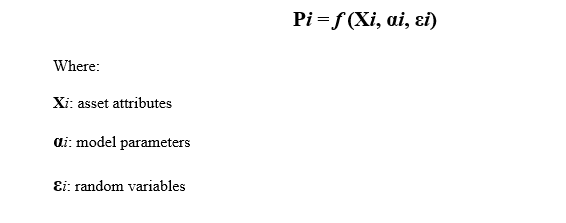 Pi = f (Xi, αi, εi)
Where:
Xi: asset attributes
αi: model parameters
εi: random variables